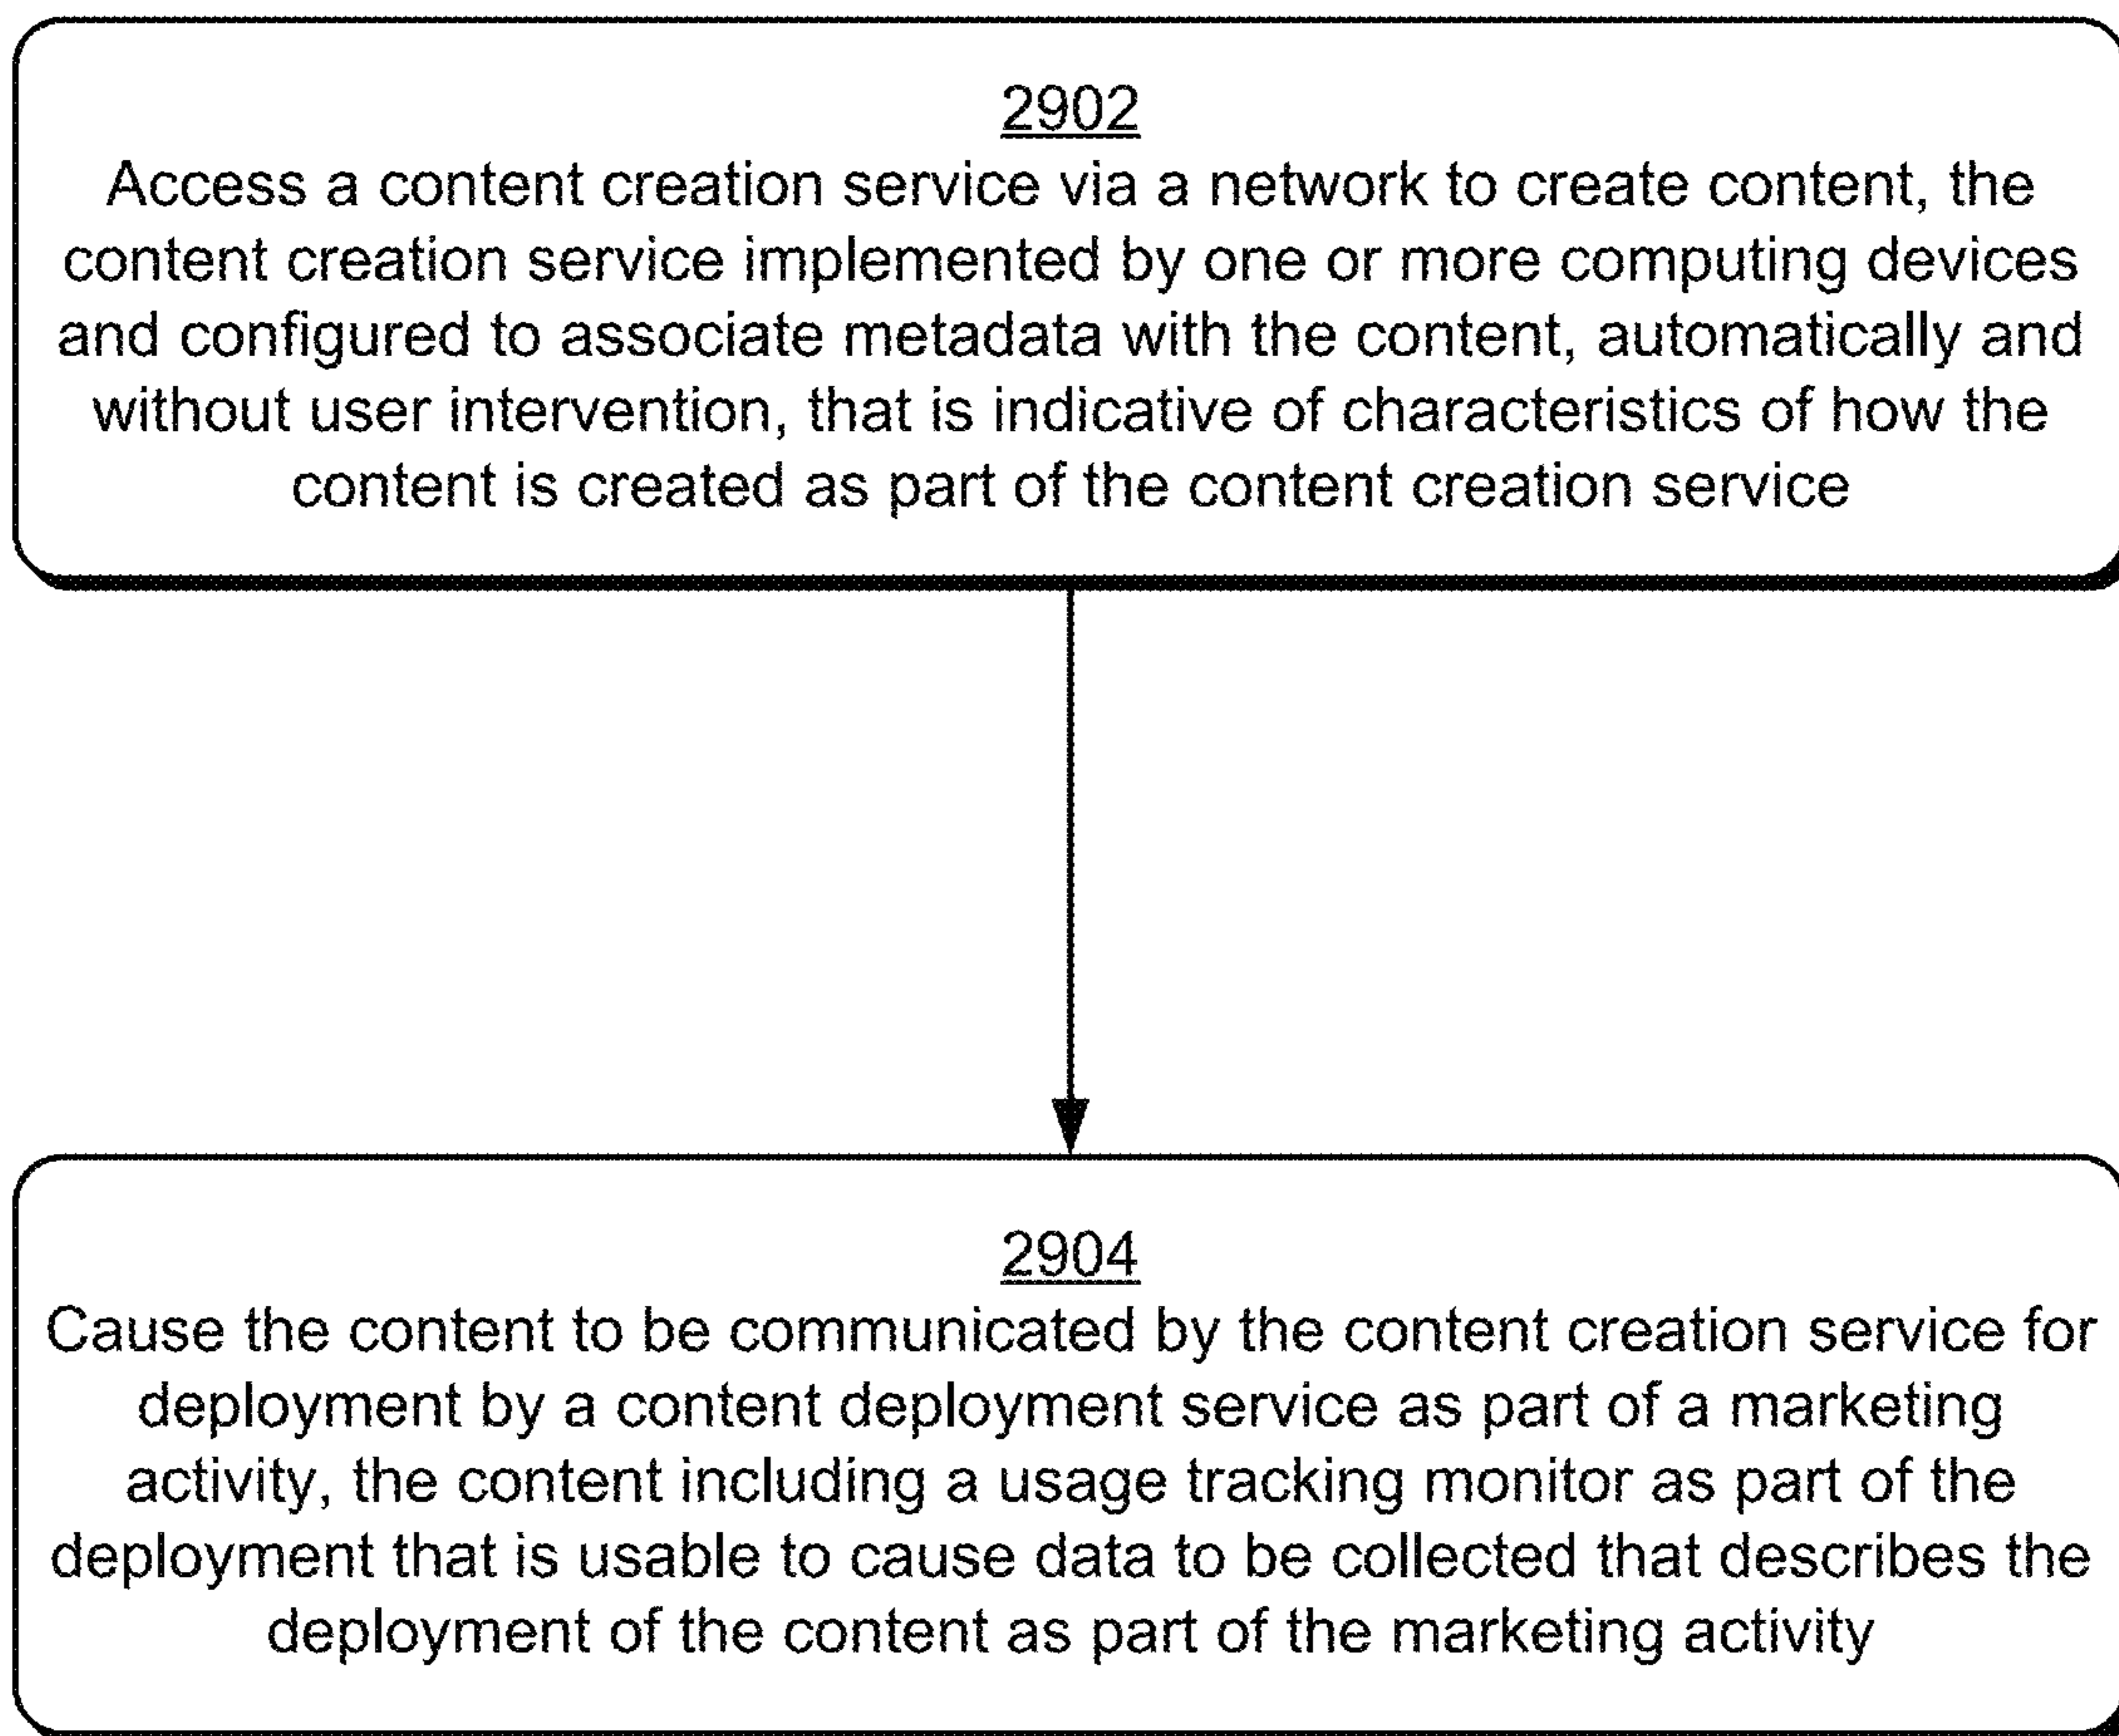 2902
Access a content creation service via a network to create content, the
content creation service implemented by one or more computing devices
and configured to associate metadata with the content, automatically and
without user intervention, that is indicative of characteristics of how the
content is created as part of the content creation service
2904
Cause the content to be communicated by the content creation service for
deployment by a content deployment service as part of a marketing
activity, the content including a usage tracking monitor as part of the
deployment that is usable to cause data to be collected that describes the
deployment of the content as part of the marketing activity